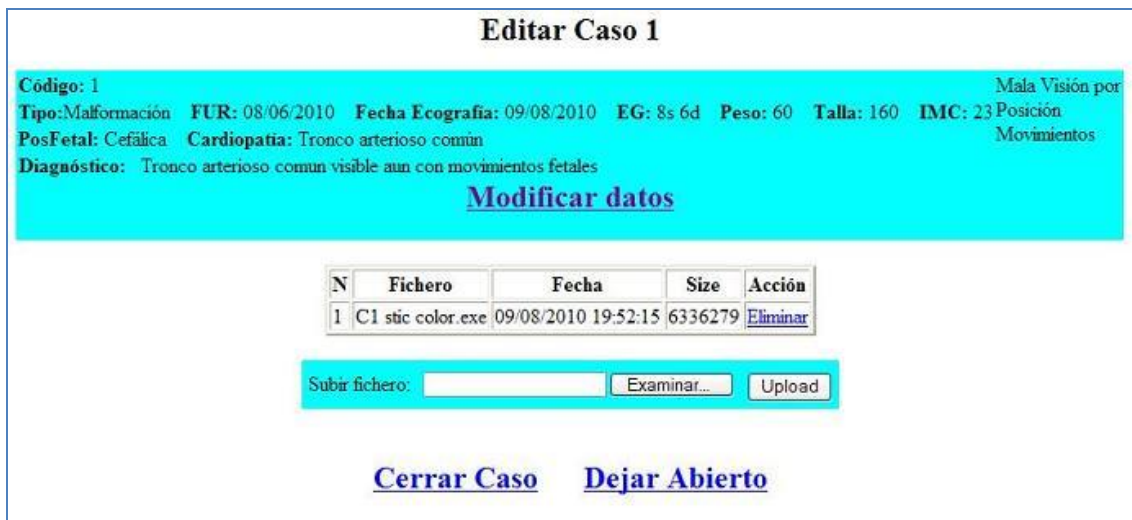 Editar Caso 1
Código: 1
Tipo:Malformación FUR: 08/06/2010 Fecha Ecografía: 09/08/2010 EG: 8s 6d Peso: 60 Talla: 160 IMC: 23
PosFetal: Cefálica Cardiopatía: Tronco arterioso común
Diagnóstico: Tronco arterioso comun visible aun con movimientos fetales
Mala Visión por
Posición
Movimientos
Modificar datos
N Fichero Fecha Size Acción
1 C1 stic color.exe 09/08/2010 19:52:15 6336279 Eliminar
Subir fichero: Examinar... Upload
Cerrar Caso Dejar Abierto